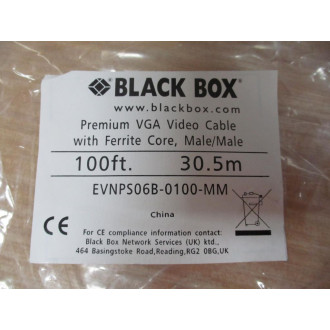 BLACK BOX®
www.blackbox.com
Premium VGA Video Cable
with Ferrite Core, Male/Male
100ft. 30.5m
EVNPS06B-0100-MM
China
CE
For CE compliance information contact:
Black Box Network Services (UK) ltd.,
464 Basingstoke Road,Reading,RG2 0BG,UK